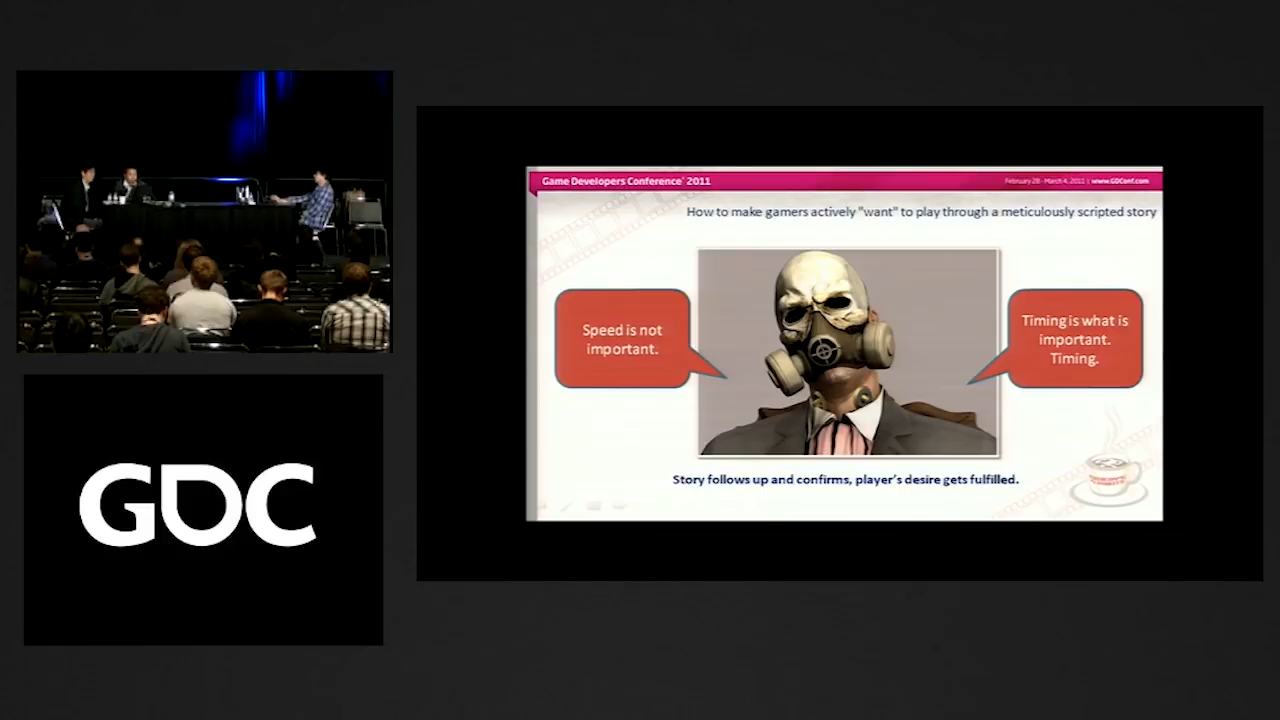 GDC
Game Developers Conference® 2011
February 28 - March 4, 2011 | www.GDConf.com
How to make gamers actively "want" to play through a meticulously scripted story
Speed is not
important.
Timing is what is
important.
Timing.
Story follows up and confirms, player's desire gets fulfilled.